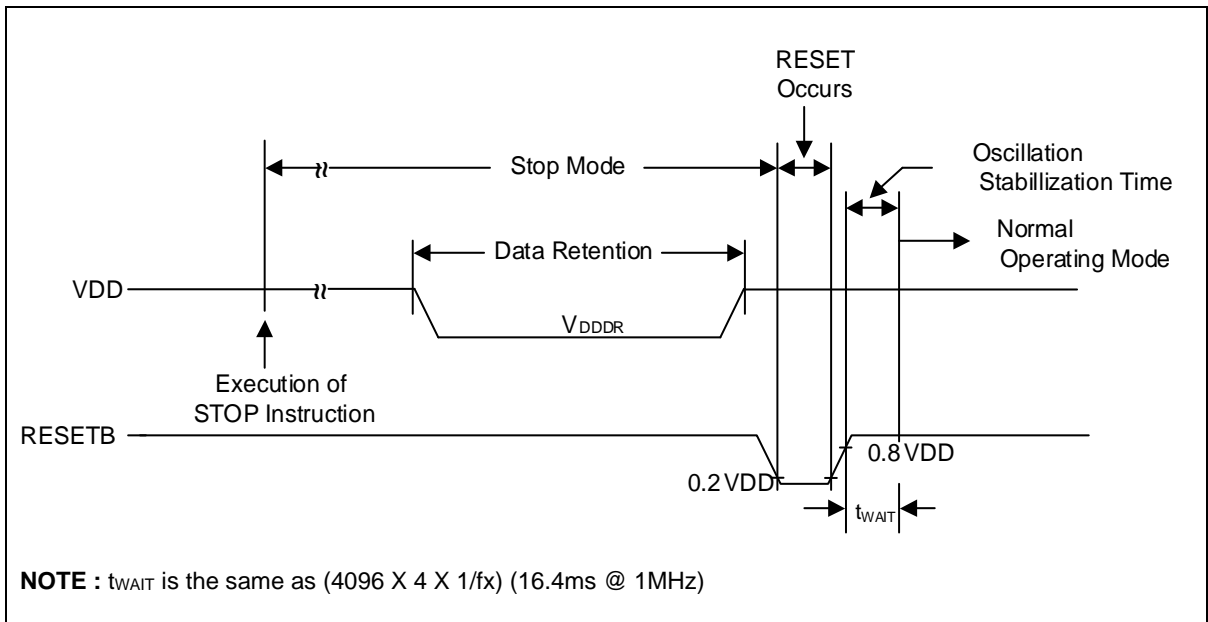 RESET
Occurs
Stop Mode
Oscillation
Stabillization Time
Normal
Operating Mode
Data Retention
VDD
VDDDR
Execution of
STOP Instruction
RESETB
0.8 VDD
0.2 VDD
tWAIT
NOTE : tWAIT is the same as (4096 X 4 X 1/fx) (16.4ms @ 1MHz)